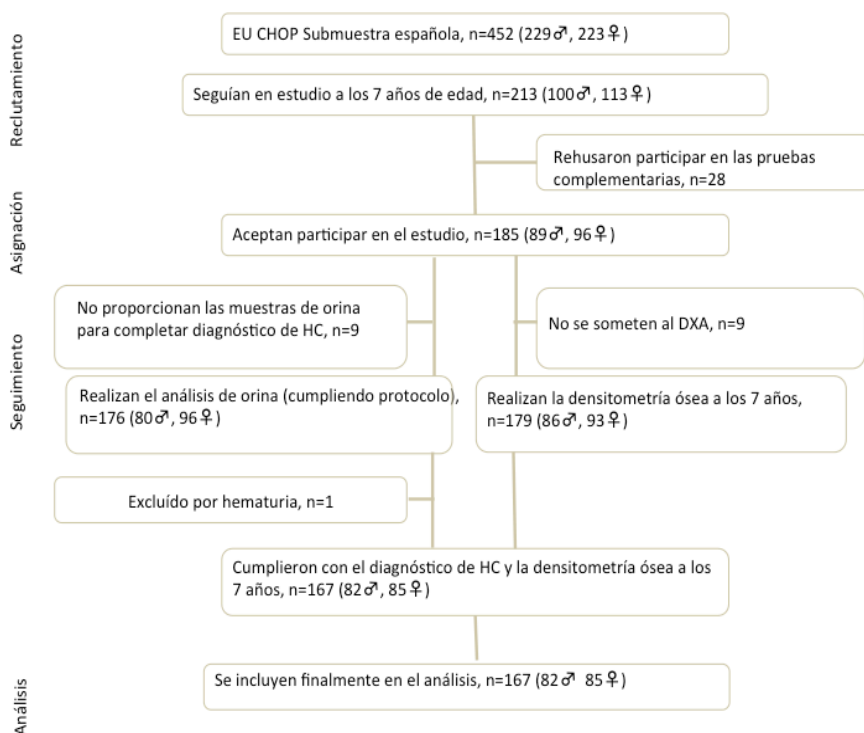 EU CHOP Submuestra española, n=452 (229♂, 223♀)
Reclutamiento
Seguían en estudio a los 7 años de edad, n=213 (100♂, 113♀)
Rehusaron participar en las pruebas
complementarias, n=28
Asignación
Aceptan participar en el estudio, n=185 (89♂, 96♀)
No proporcionan las muestras de orina
para completar diagnóstico de HC, n=9
No se someten al DXA, n=9
Seguimiento
Realizan el análisis de orina (cumpliendo protocolo),
n=176 (80♂, 96♀)
Realizan la densitometría ósea a los 7 años,
n=179 (86♂, 93♀)
Excluído por hematuria, n=1
Cumplieron con el diagnóstico de HC y la densitometría ósea a los
7 años, n=167 (82♂, 85♀)
Se incluyen finalmente en el análisis, n=167 (82♂ 85♀)
Análisis